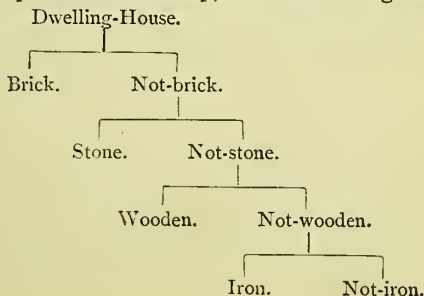 Dwelling-House.
Brick. Not-brick.
Stone. Not-stone.
Wooden. Not-wooden.
Iron. Not-iron.